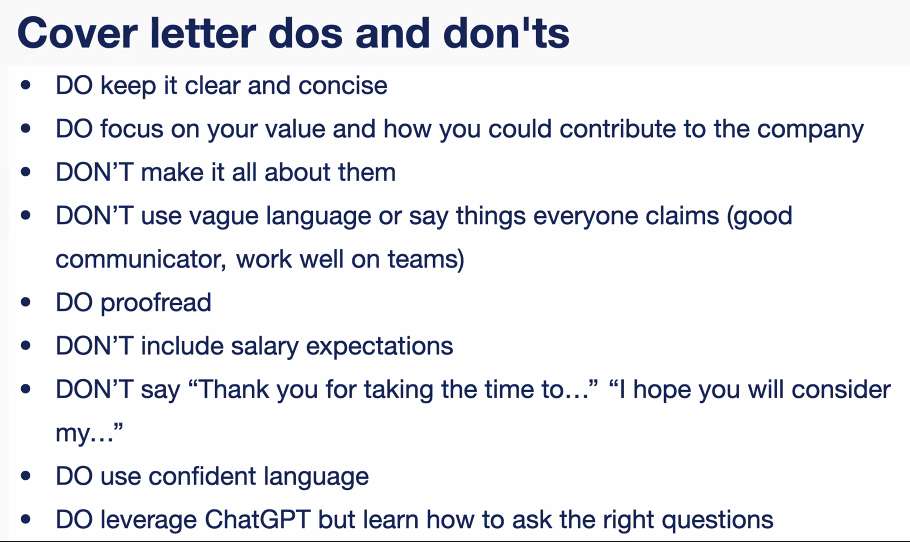 Cover letter dos and don'ts
• DO keep it clear and concise
• DO focus on your value and how you could contribute to the company
• DON’T make it all about them
• DON’T use vague language or say things everyone claims (good
communicator, work well on teams)
• DO proofread
• DON’T include salary expectations
• DON’T say “Thank you for taking the time to…” “I hope you will consider
my…”
• DO use confident language
• DO leverage ChatGPT but learn how to ask the right questions